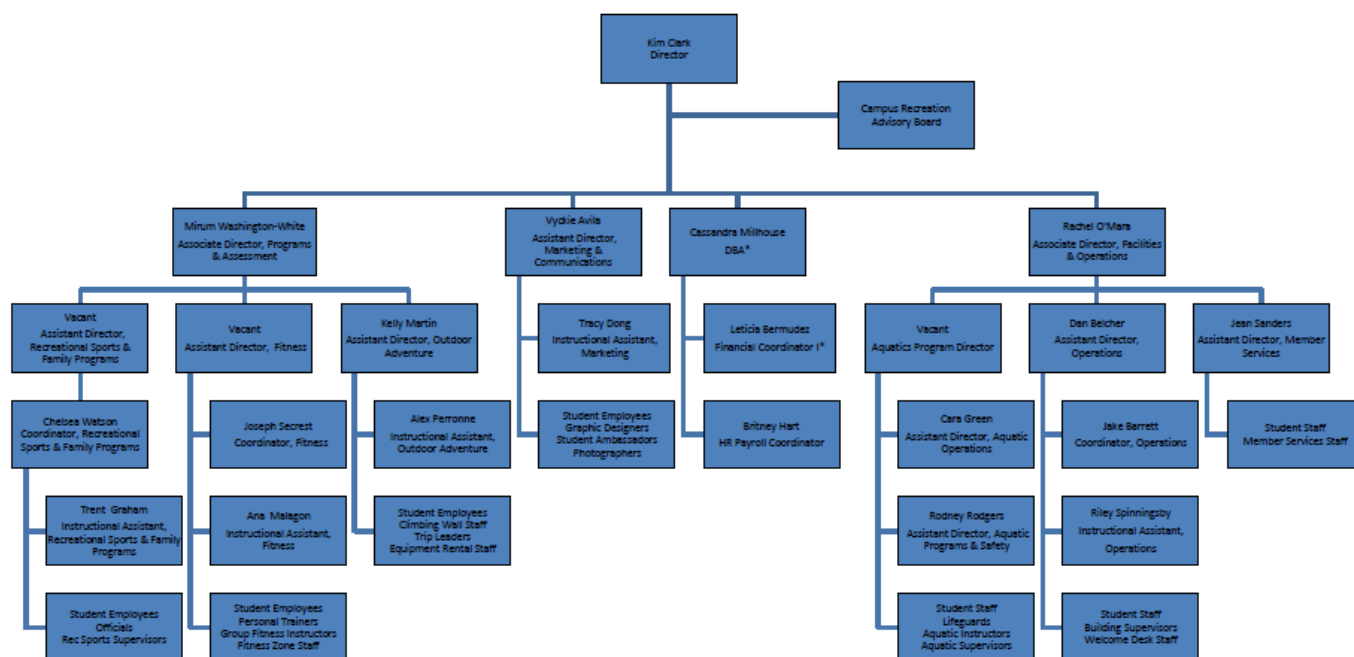 Kim Clark
Director
Campus Recreation
Advisory Board
Mirum Washington-White
Associate Director, Programs
& Assessment
Vyckie Avila
Assistant Director,
Marketing &
Communications
Cassandra Millhouse
DBA*
Rachel O'Mara
Associate Director, Facilities
& Operations
Vacant
Assistant Director,
Recreational Sports &
Family Programs
Vacant
Assistant Director, Fitness
Kelly Martin
Assistant Director, Outdoor
Adventure
Tracy Dong
Instructional Assistant,
Marketing
Leticia Bermudez
Financial Coordinator I*
Vacant
Aquatics Program Director
Dan Belcher
Assistant Director,
Operations
Jean Sanders
Assistant Director, Member
Services
Chelsea Watson
Coordinator, Recreational
Sports & Family Programs
Joseph Secrest
Coordinator, Fitness
Alex Perronne
Instructional Assistant,
Outdoor Adventure
Student Employees
Graphic Designers
Student Ambassadors
Photographers
Britney Hart
HR Payroll Coordinator
Cara Green
Assistant Director, Aquatic
Operations
Jake Barrett
Coordinator, Operations
Student Staff
Member Services Staff
Trent Graham
Instructional Assistant,
Recreational Sports & Family
Programs
Ana Malagon
Instructional Assistant,
Fitness
Student Employees
Climbing Wall Staff
Trip Leaders
Equipment Rental Staff
Rodney Rodgers
Assistant Director, Aquatic
Programs & Safety
Riley Spinningsby
Instructional Assistant,
Operations
Student Employees
Officials
Rec Sports Supervisors
Student Employees
Personal Trainers
Group Fitness Instructors
Fitness Zone Staff
Student Staff
Lifeguards
Aquatic Instructors
Aquatic Supervisors
Student Staff
Building Supervisors
Welcome Desk Staff